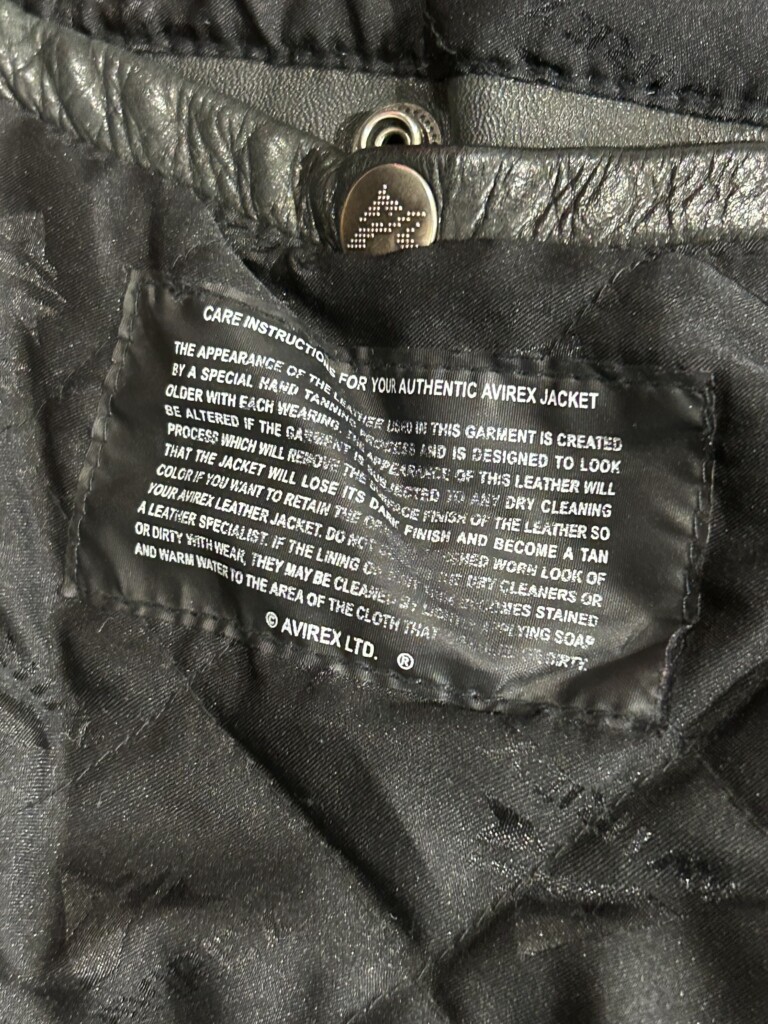 CARE INSTRUCTIONS FOR YOUR AUTHENTIC AVIREX JACKET
THE APPEARANCE OF THE LEATHER USED IN THIS GARMENT IS CREATED
BY A SPECIAL HAND TANNING PROCESS AND IS DESIGNED TO LOOK
OLDER WITH EACH WEARING. APPEARANCE OF THIS LEATHER WILL
BE ALTERED IF THE GARMENT IS SUBJECTED TO ANY DRY CLEANING
PROCESS WHICH WILL REMOVE THE SURFACE FINISH OF THE LEATHER SO
THAT THE JACKET WILL LOSE ITS DARK FINISH AND BECOME A TAN
COLOR IF YOU WANT TO RETAIN THE WORN LOOK OF
YOUR AVIREX LEATHER JACKET. DO NOT DRY CLEANERS OR
A LEATHER SPECIALIST. IF THE LINING STAINED
OR DIRTY WITH WEAR, THEY MAY BE CLEANED BY APPLYING SOAP
AND WARM WATER TO THE AREA OF THE CLOTH THAT DIRTY.
© AVIREX LTD. ®